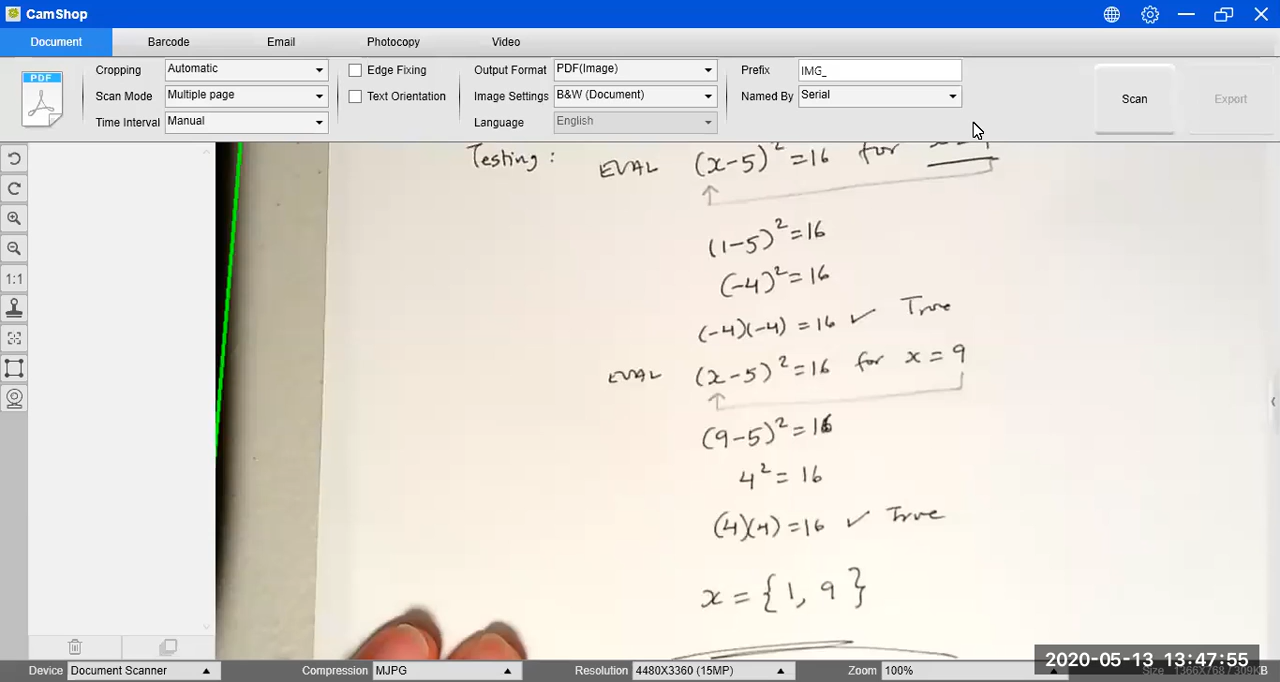 CamShop
Document Barcode Email Photocopy Video
PDF
Cropping Automatic
Scan Mode Multiple page
Time Interval Manual
Edge Fixing
Text Orientation
Output Format PDF(Image)
Image Settings B&W (Document)
Language English
Prefix IMG_
Named By Serial
Scan
Export
1:1
Testing : EVAL (x-5)²=16 for
(1-5)²=16
(-4)²=16
(-4)(-4) = 16 ✓ True
EVAL (x-5)²=16 for x = 9
(9-5)²=16
4² = 16
(4)(4) = 16 ✓ True
x = {1, 9}
Device Document Scanner Compression MJPG Resolution 4480X3360 (15MP) Zoom 100%
2020-05-13 13:47:55